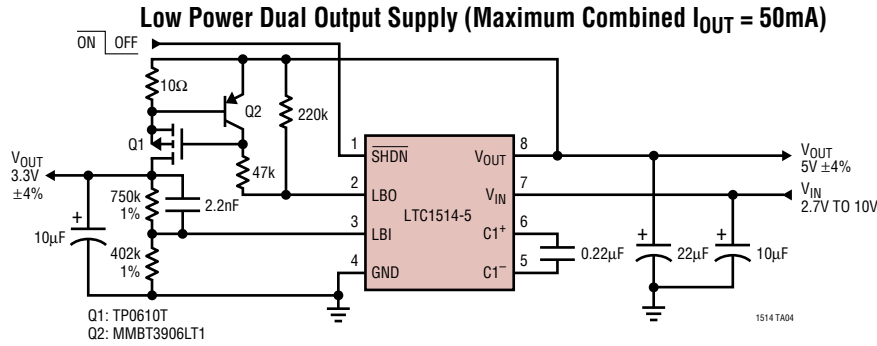 Low Power Dual Output Supply (Maximum Combined IOUT = 50mA)
ON OFF
10Ω
Q2
220k
Q1
47k
VOUT
3.3V
±4%
750k
1%
2.2nF
10µF
+
402k
1%
Q1: TP0610T
Q2: MMBT3906LT1
1
SHDN
2
LBO
3
LBI
4
GND
LTC1514-5
VOUT
8
VIN
7
C1+
6
C1–
5
0.22µF
+
22µF
+
10µF
VOUT
5V ±4%
VIN
2.7V TO 10V
1514 TA04